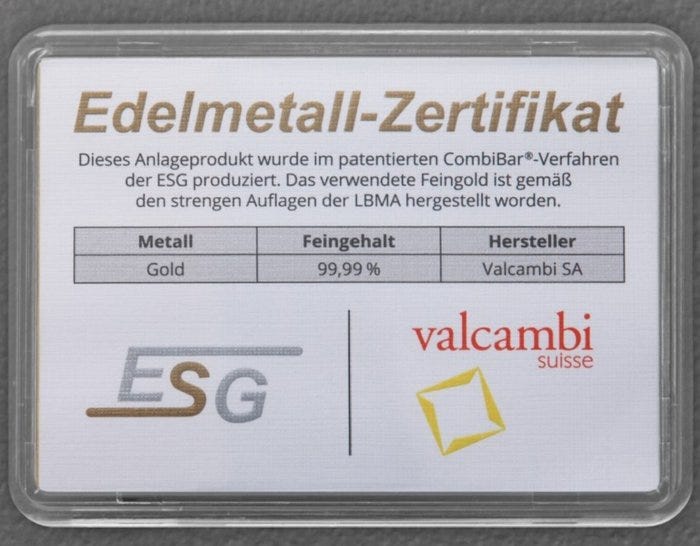 Edelmetall-Zertifikat
Dieses Anlageprodukt wurde im patentierten CombiBar®-Verfahren
der ESG produziert. Das verwendete Feingold ist gemäß
den strengen Auflagen der LBMA hergestellt worden.
Metall Feingehalt Hersteller
Gold 99,99 % Valcambi SA
ESG
valcambi
suisse